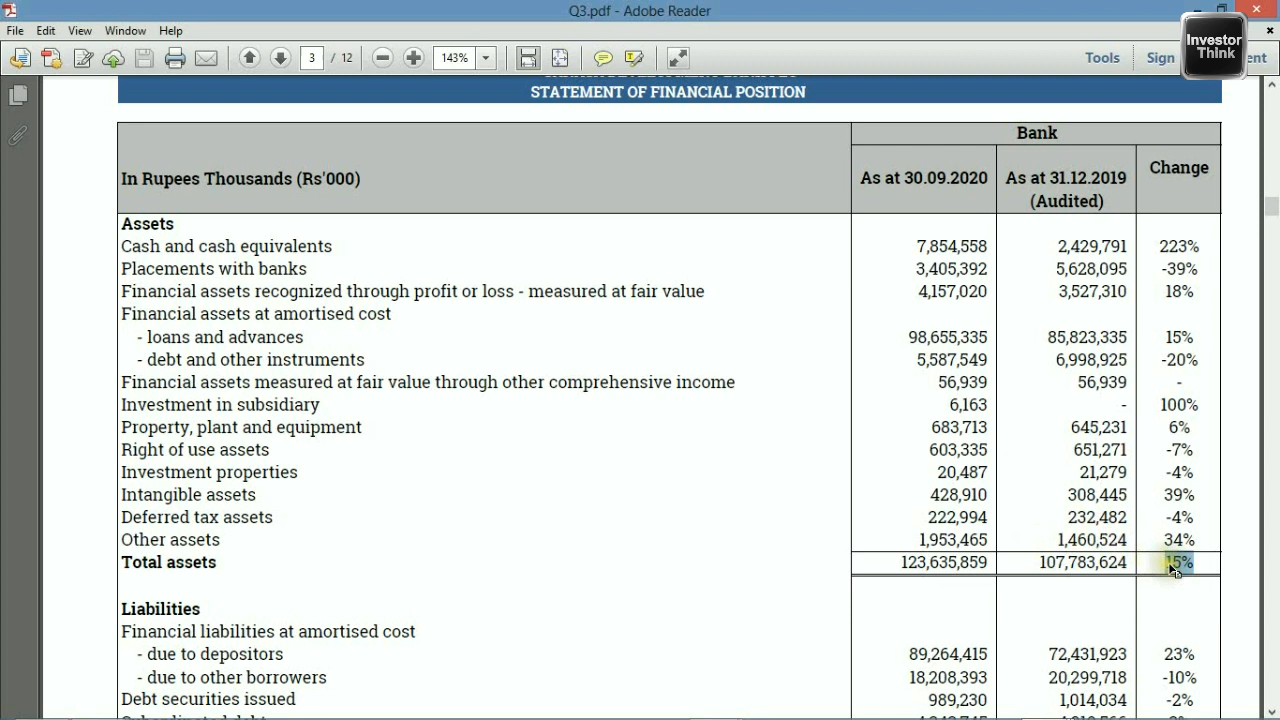 Q3.pdf - Adobe Reader
File Edit View Window Help
Investor
Think
3 / 12 143% Tools Sign ent
STATEMENT OF FINANCIAL POSITION
Bank
In Rupees Thousands (Rs'000) As at 30.09.2020 As at 31.12.2019 Change
(Audited)
Assets
Cash and cash equivalents 7,854,558 2,429,791 223%
Placements with banks 3,405,392 5,628,095 -39%
Financial assets recognized through profit or loss - measured at fair value 4,157,020 3,527,310 18%
Financial assets at amortised cost
- loans and advances 98,655,335 85,823,335 15%
- debt and other instruments 5,587,549 6,998,925 -20%
Financial assets measured at fair value through other comprehensive income 56,939 56,939 -
Investment in subsidiary 6,163 - 100%
Property, plant and equipment 683,713 645,231 6%
Right of use assets 603,335 651,271 -7%
Investment properties 20,487 21,279 -4%
Intangible assets 428,910 308,445 39%
Deferred tax assets 222,994 232,482 -4%
Other assets 1,953,465 1,460,524 34%
Total assets 123,635,859 107,783,624 15%
Liabilities
Financial liabilities at amortised cost
- due to depositors 89,264,415 72,431,923 23%
- due to other borrowers 18,208,393 20,299,718 -10%
Debt securities issued 989,230 1,014,034 -2%